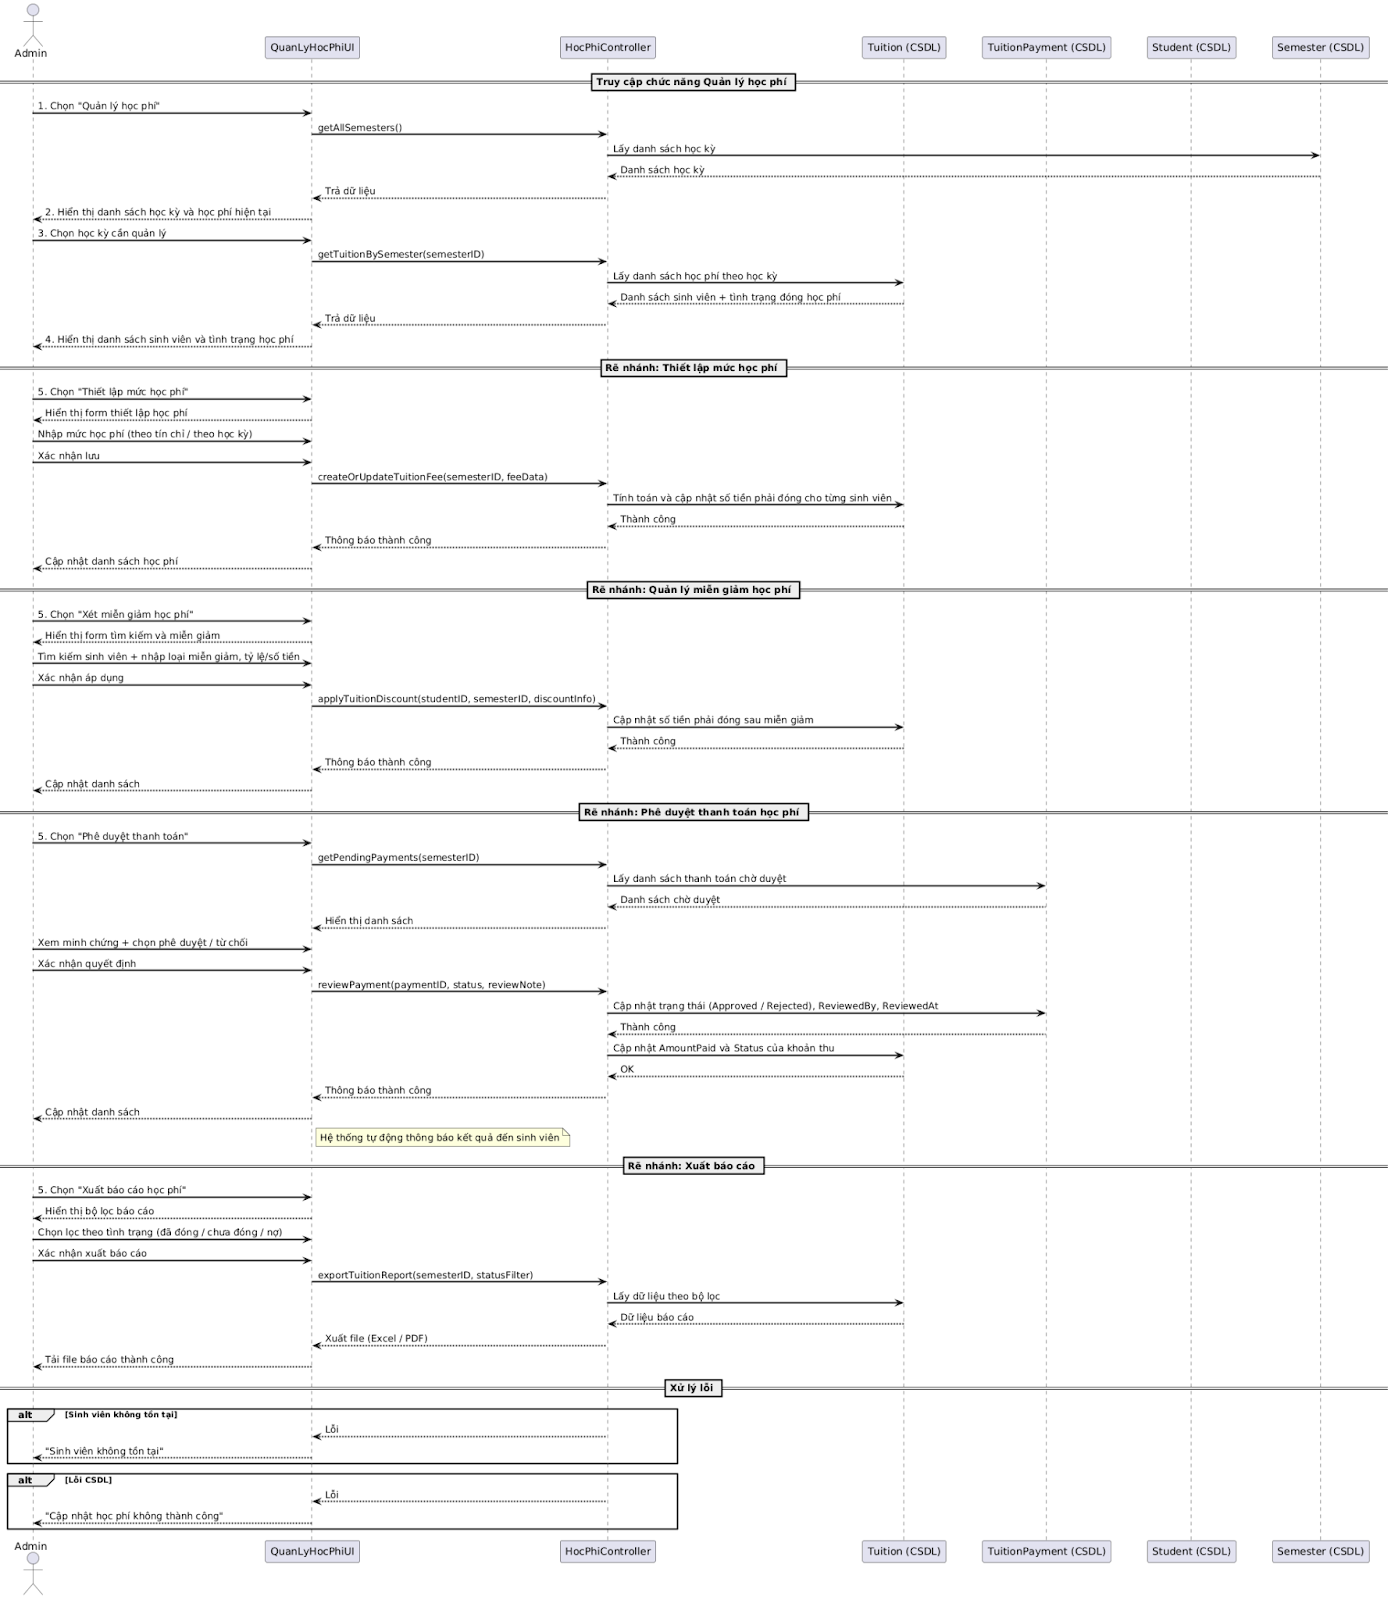 Admin
QuanLyHocPhiUI
HocPhiController
Tuition (CSDL)
TuitionPayment (CSDL)
Student (CSDL)
Semester (CSDL)
Truy cập chức năng Quản lý học phí
1. Chọn "Quản lý học phí"
getAllSemesters()
Lấy danh sách học kỳ
Danh sách học kỳ
Trả dữ liệu
2. Hiển thị danh sách học kỳ và học phí hiện tại
3. Chọn học kỳ cần quản lý
getTuitionBySemester(semesterID)
Lấy danh sách học phí theo học kỳ
Danh sách sinh viên + tình trạng đóng học phí
Trả dữ liệu
4. Hiển thị danh sách sinh viên và tình trạng học phí
Rẽ nhánh: Thiết lập mức học phí
5. Chọn "Thiết lập mức học phí"
Hiển thị form thiết lập học phí
Nhập mức học phí (theo tín chỉ / theo học kỳ)
Xác nhận lưu
createOrUpdateTuitionFee(semesterID, feeData)
Tính toán và cập nhật số tiền phải đóng cho từng sinh viên
Thành công
Thông báo thành công
Cập nhật danh sách học phí
Rẽ nhánh: Quản lý miễn giảm học phí
5. Chọn "Xét miễn giảm học phí"
Hiển thị form tìm kiếm và miễn giảm
Tìm kiếm sinh viên + nhập loại miễn giảm, tỷ lệ/số tiền
Xác nhận áp dụng
applyTuitionDiscount(studentID, semesterID, discountInfo)
Cập nhật số tiền phải đóng sau miễn giảm
Thành công
Thông báo thành công
Cập nhật danh sách
Rẽ nhánh: Phê duyệt thanh toán học phí
5. Chọn "Phê duyệt thanh toán"
getPendingPayments(semesterID)
Lấy danh sách thanh toán chờ duyệt
Danh sách chờ duyệt
Hiển thị danh sách
Xem minh chứng + chọn phê duyệt / từ chối
Xác nhận quyết định
reviewPayment(paymentID, status, reviewNote)
Cập nhật trạng thái (Approved / Rejected), ReviewedBy, ReviewedAt
Thành công
Cập nhật AmountPaid và Status của khoản thu
OK
Thông báo thành công
Cập nhật danh sách
Hệ thống tự động thông báo kết quả đến sinh viên
Rẽ nhánh: Xuất báo cáo
5. Chọn "Xuất báo cáo học phí"
Hiển thị bộ lọc báo cáo
Chọn lọc theo tình trạng (đã đóng / chưa đóng / nợ)
Xác nhận xuất báo cáo
exportTuitionReport(semesterID, statusFilter)
Lấy dữ liệu theo bộ lọc
Dữ liệu báo cáo
Xuất file (Excel / PDF)
Tải file báo cáo thành công
Xử lý lỗi
alt [Sinh viên không tồn tại]
Lỗi
"Sinh viên không tồn tại"
alt [Lỗi CSDL]
Lỗi
"Cập nhật học phí không thành công"
Admin
QuanLyHocPhiUI
HocPhiController
Tuition (CSDL)
TuitionPayment (CSDL)
Student (CSDL)
Semester (CSDL)